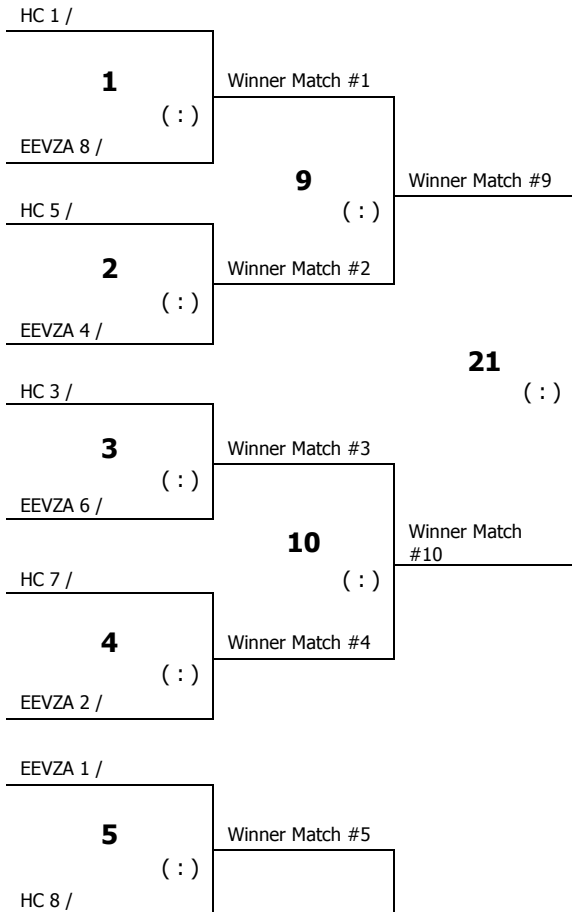 HC 1 /
1
Winner Match #1
( : )
EEVZA 8 /
9
Winner Match #9
HC 5 /
( : )
2
Winner Match #2
( : )
EEVZA 4 /
21
HC 3 /
( : )
3
Winner Match #3
( : )
EEVZA 6 /
10
Winner Match
#10
HC 7 /
( : )
4
Winner Match #4
( : )
EEVZA 2 /
EEVZA 1 /
5
Winner Match #5
( : )
HC 8 /